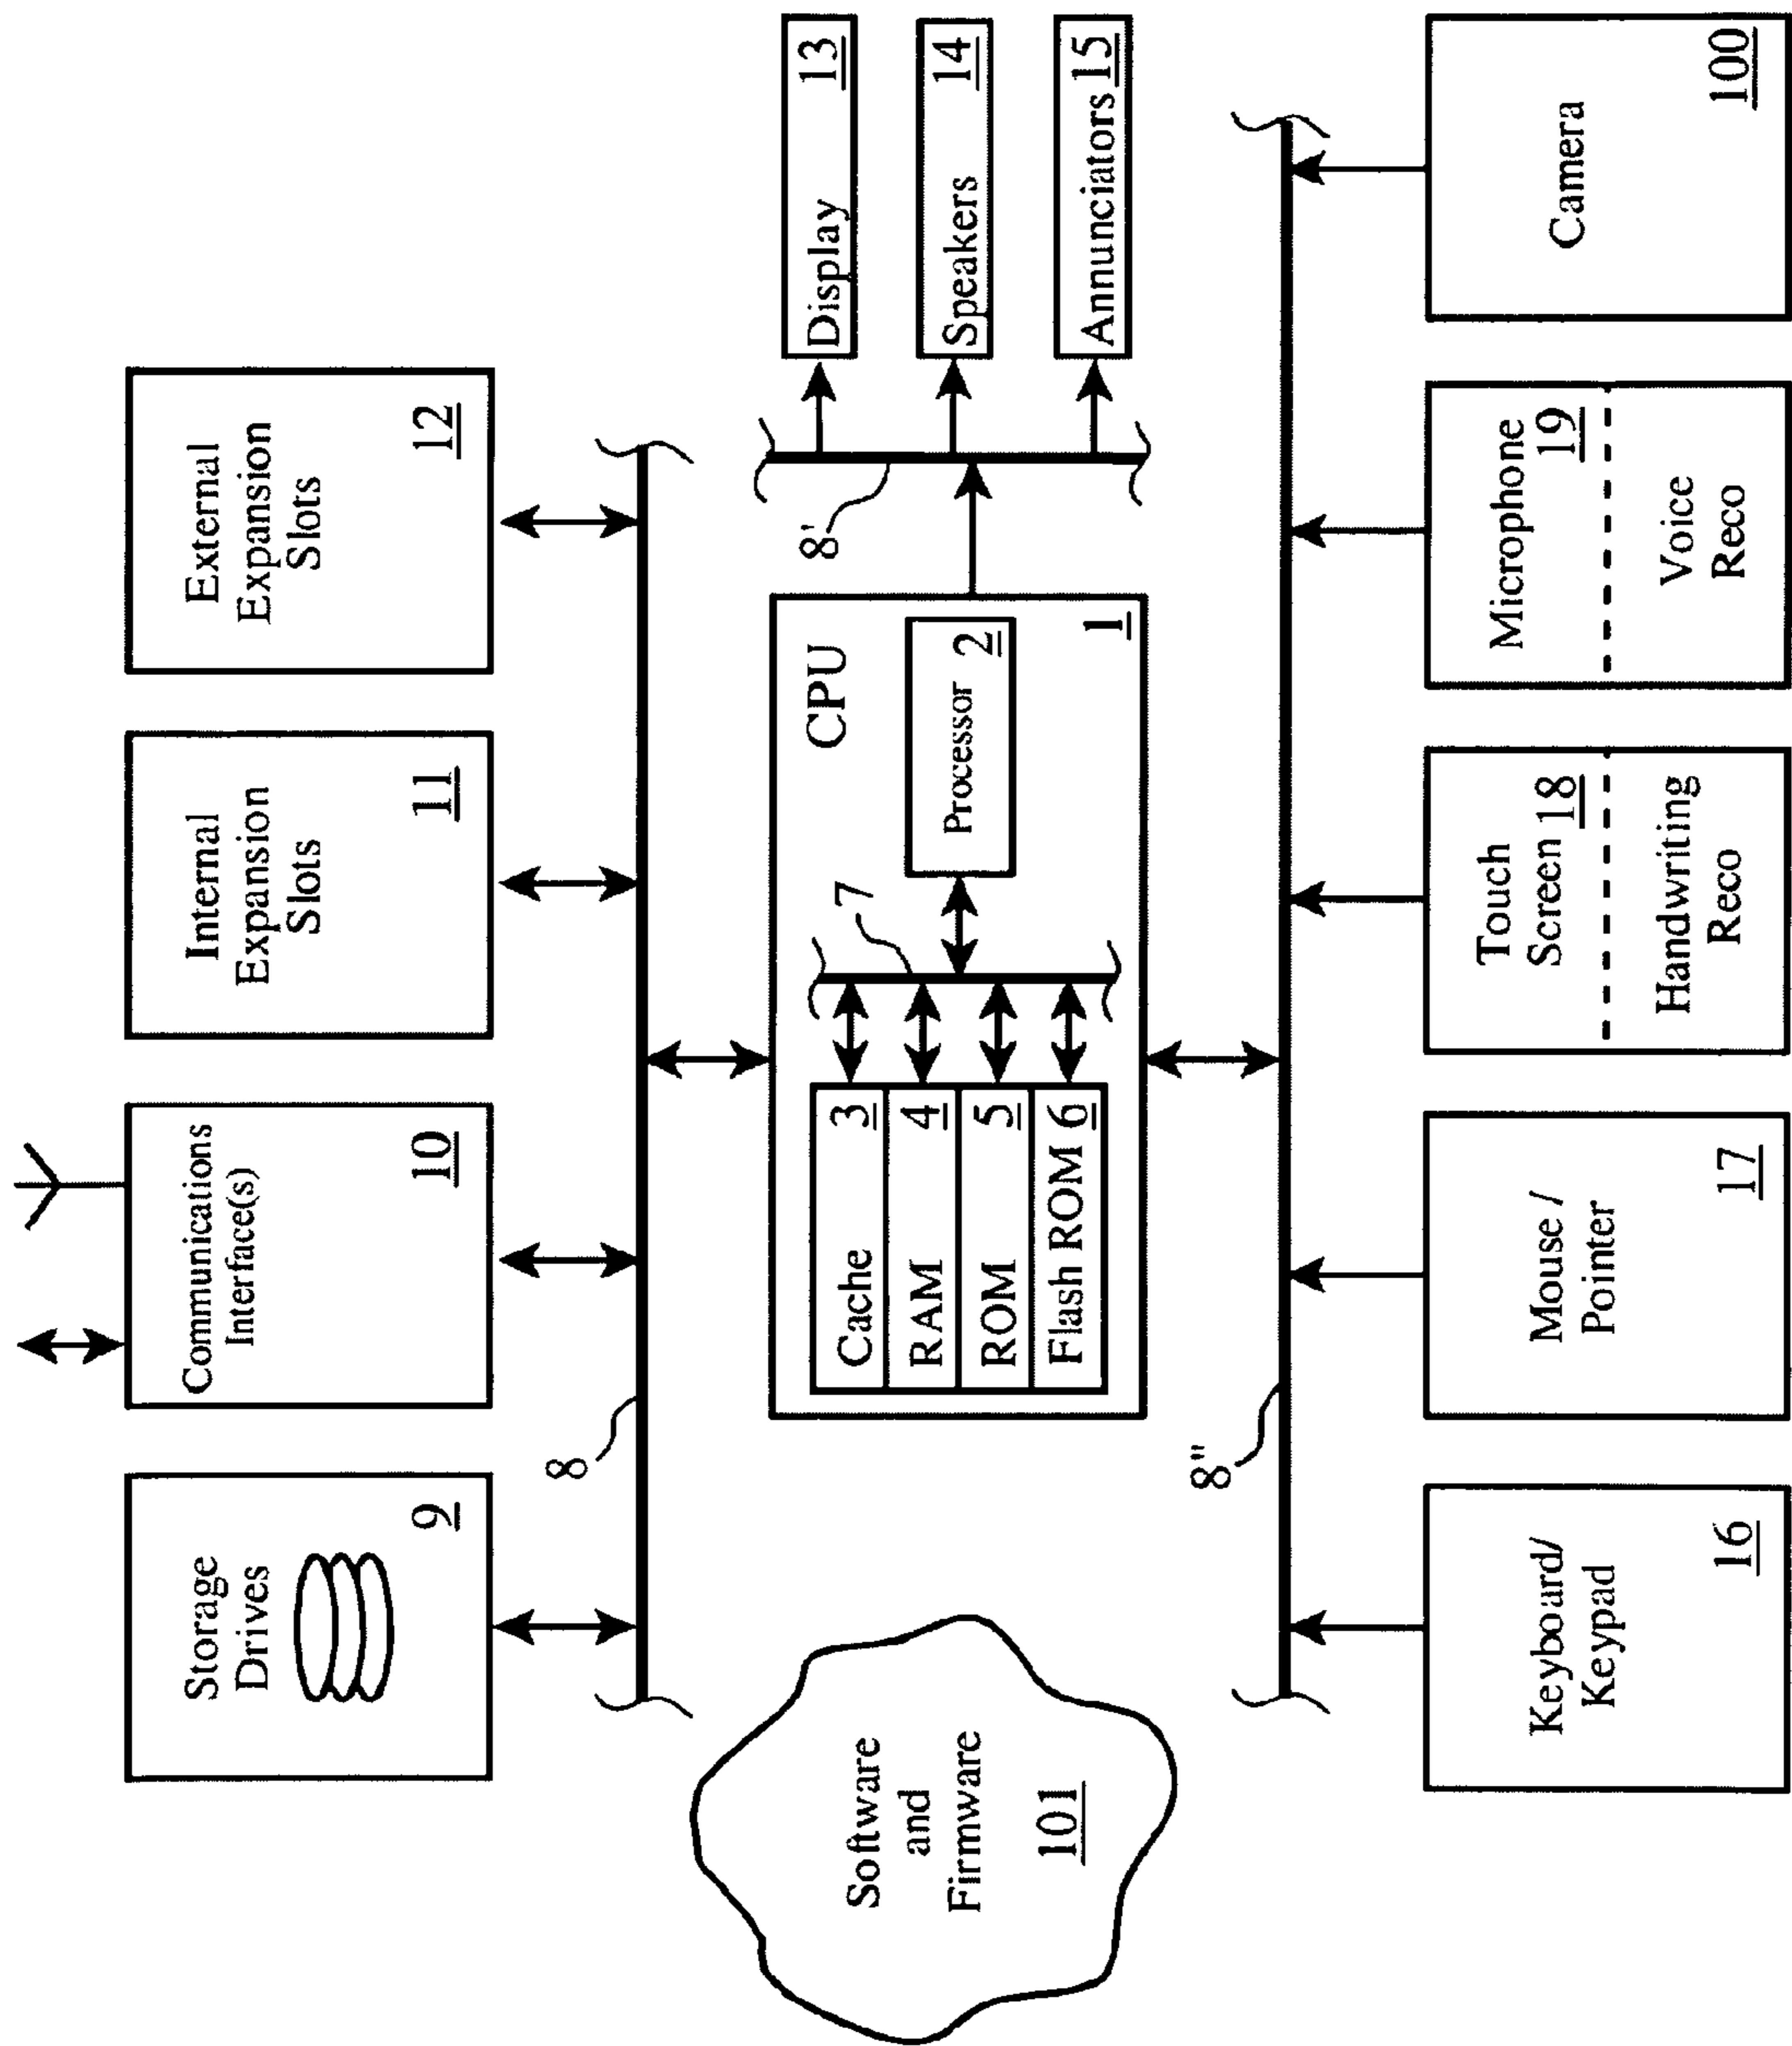 Storage
Drives
9
Communications
Interface(s)
10
Internal
Expansion
Slots
11
External
Expansion
Slots
12
8
Software
and
Firmware
101
CPU
1
Cache 3
RAM 4
ROM 5
Flash ROM 6
7
Processor 2
8'
Display 13
Speakers 14
Annunciators 15
8"
Keyboard/
Keypad
16
Mouse /
Pointer
17
Touch
Screen 18
Handwriting
Reco
Microphone
19
Voice
Reco
Camera
100